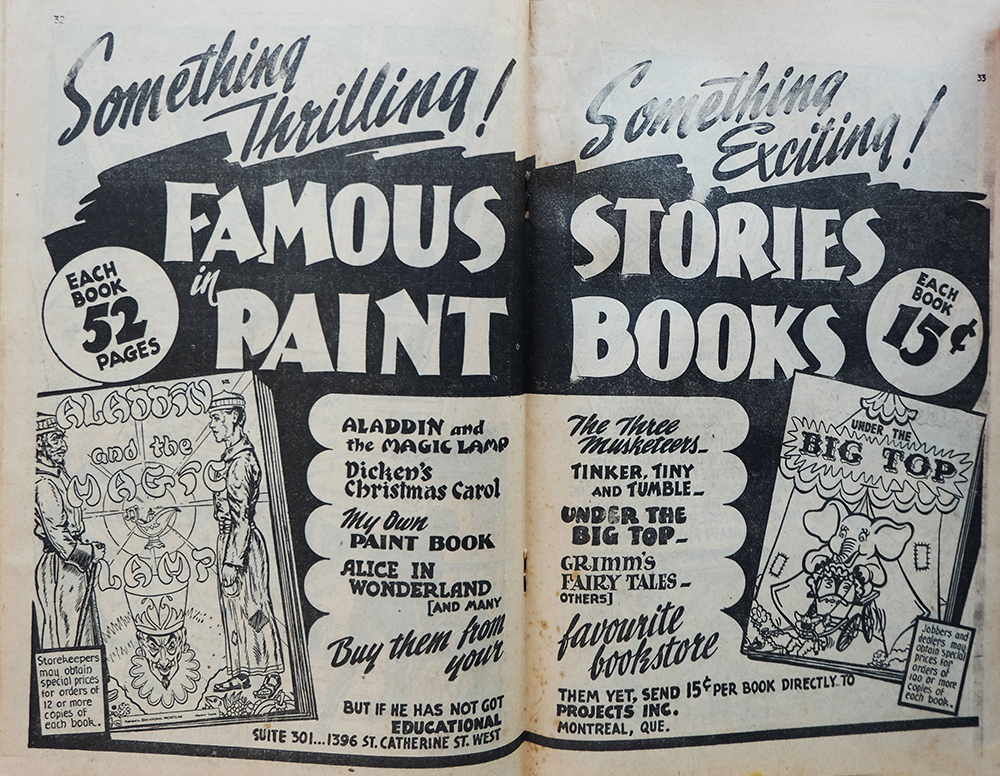 32
33
Something
Thrilling!
Something
Exciting!
FAMOUS STORIES
in
PAINT BOOKS
EACH
BOOK
52
PAGES
EACH
BOOK
15¢
ALADDIN
and the
MAGIC
LAMP
Storekeepers
may obtain
special prices
for orders of
12 or more
copies of
each book.
ALADDIN and
the MAGIC LAMP
Dicken's
Christmas Carol
My Own
PAINT BOOK
ALICE IN
WONDERLAND
[AND MANY
The Three
Musketeers_
TINKER, TINY
AND TUMBLE_
UNDER THE
BIG TOP_
GRIMM'S
FAIRY TALES_
OTHERS]
UNDER THE
BIG TOP
Jobbers and
dealers may
obtain special
prices for
orders of
100 or more
copies of
each book.
Buy them from
your
favourite
bookstore
BUT IF HE HAS NOT GOT THEM YET, SEND 15¢ PER BOOK DIRECTLY TO
EDUCATIONAL PROJECTS INC.
SUITE 301...1396 ST. CATHERINE ST. WEST MONTREAL, QUE.